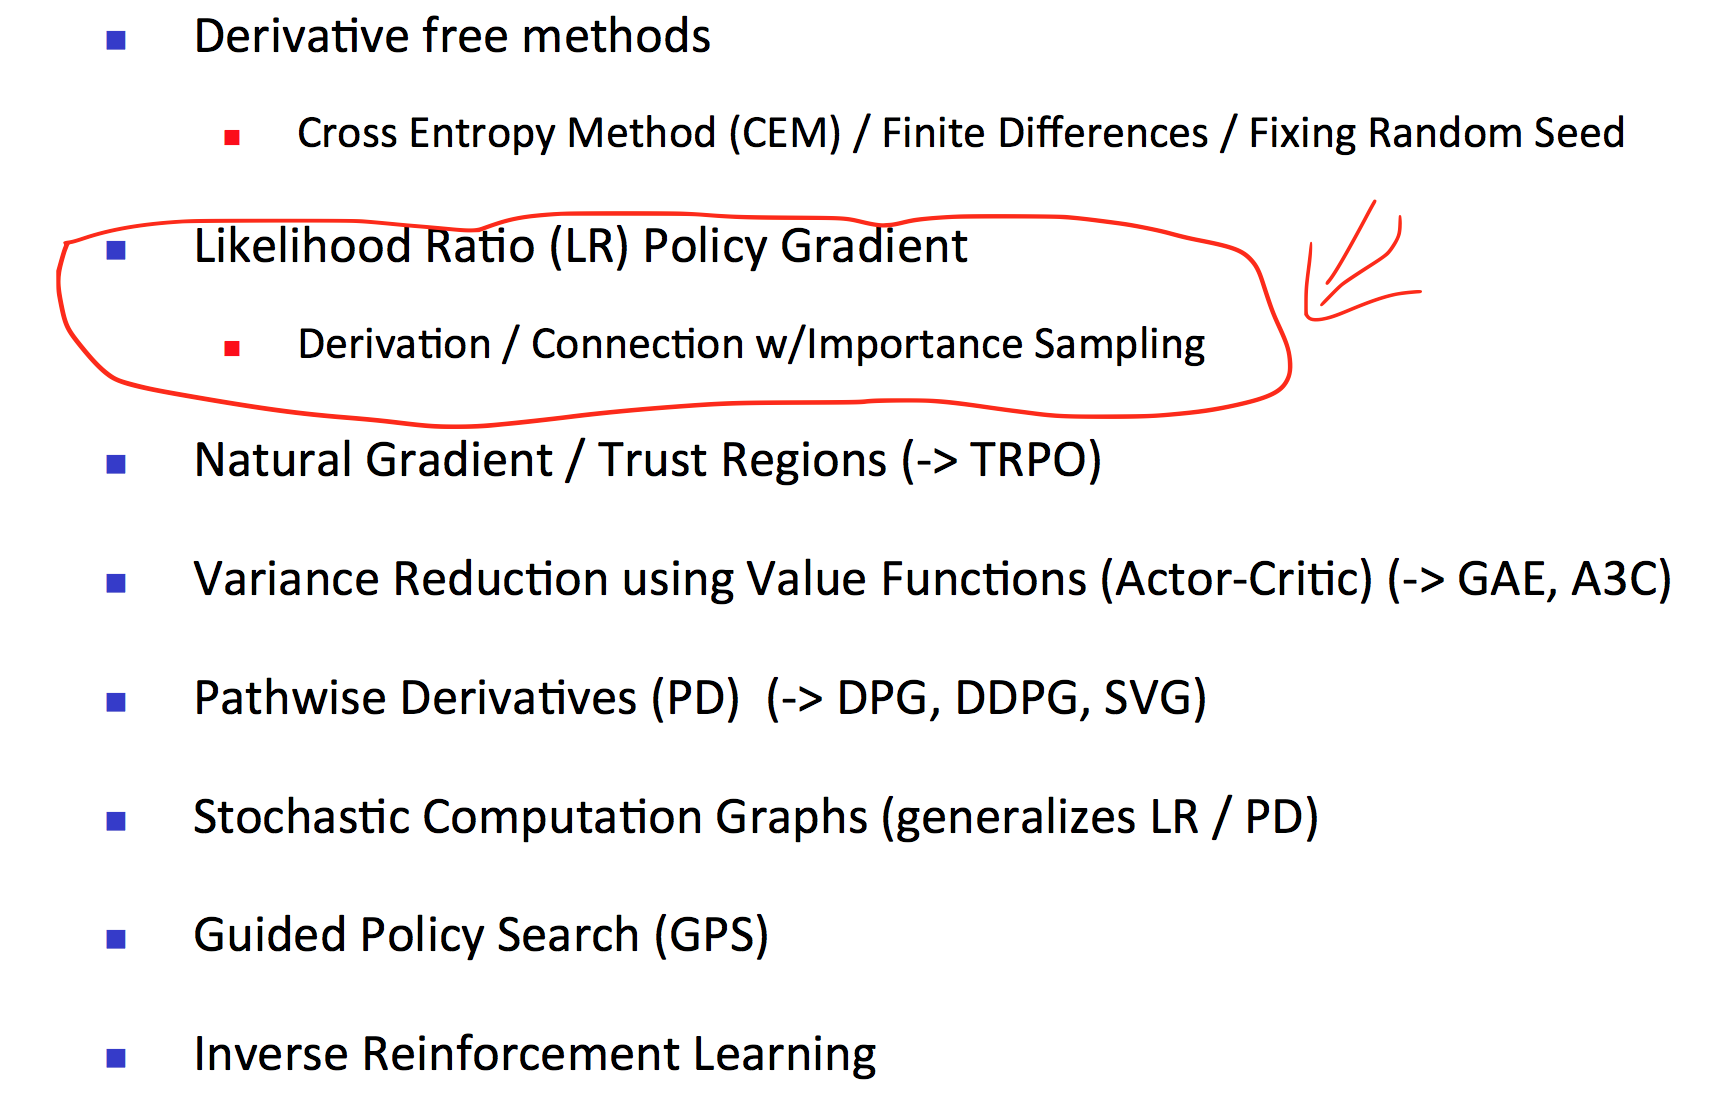 Derivative free methods
Cross Entropy Method (CEM) / Finite Differences / Fixing Random Seed
Likelihood Ratio (LR) Policy Gradient
Derivation / Connection w/Importance Sampling
Natural Gradient / Trust Regions (-> TRPO)
Variance Reduction using Value Functions (Actor-Critic) (-> GAE, A3C)
Pathwise Derivatives (PD) (-> DPG, DDPG, SVG)
Stochastic Computation Graphs (generalizes LR / PD)
Guided Policy Search (GPS)
Inverse Reinforcement Learning